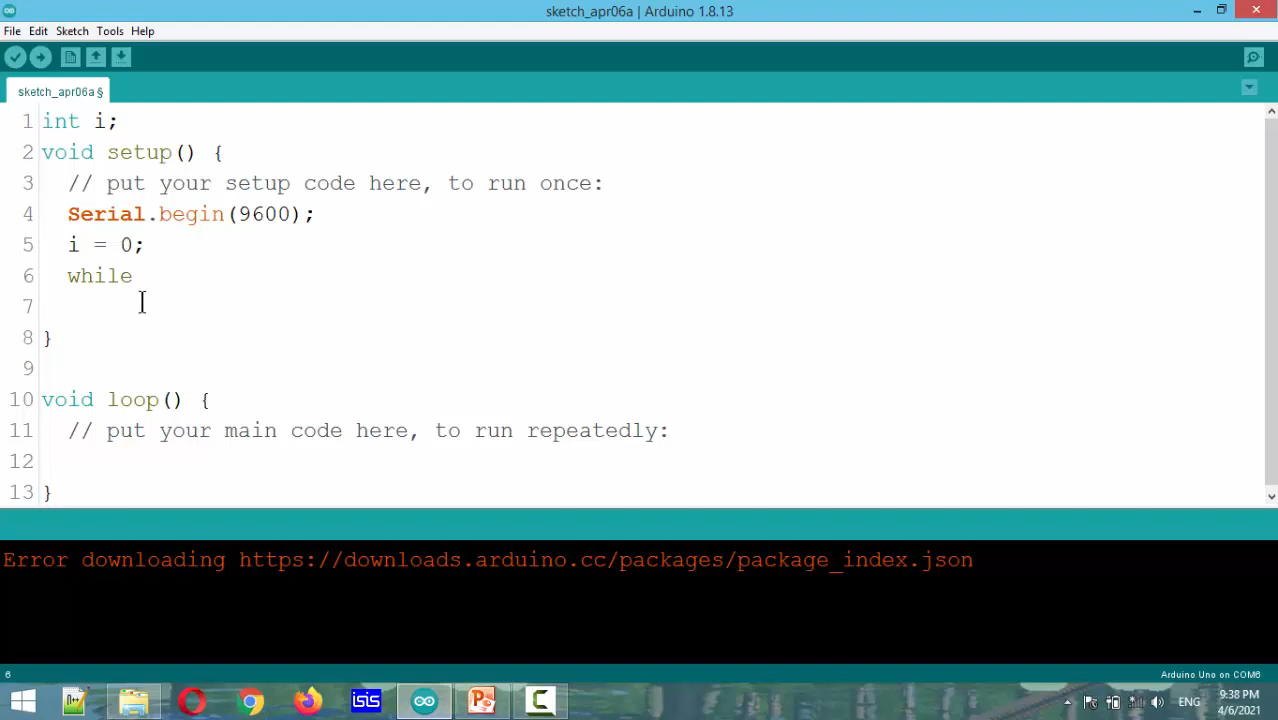 sketch_apr06a | Arduino 1.8.13
File Edit Sketch Tools Help
sketch_apr06a §
1 int i;
2 void setup() {
3 // put your setup code here, to run once:
4 Serial.begin(9600);
5 i = 0;
6 while
7
8 }
9
10 void loop() {
11 // put your main code here, to run repeatedly:
12
13 }
Error downloading https://downloads.arduino.cc/packages/package_index.json
6
Arduino Uno on COM6
isis
ENG
9:38 PM
4/6/2021